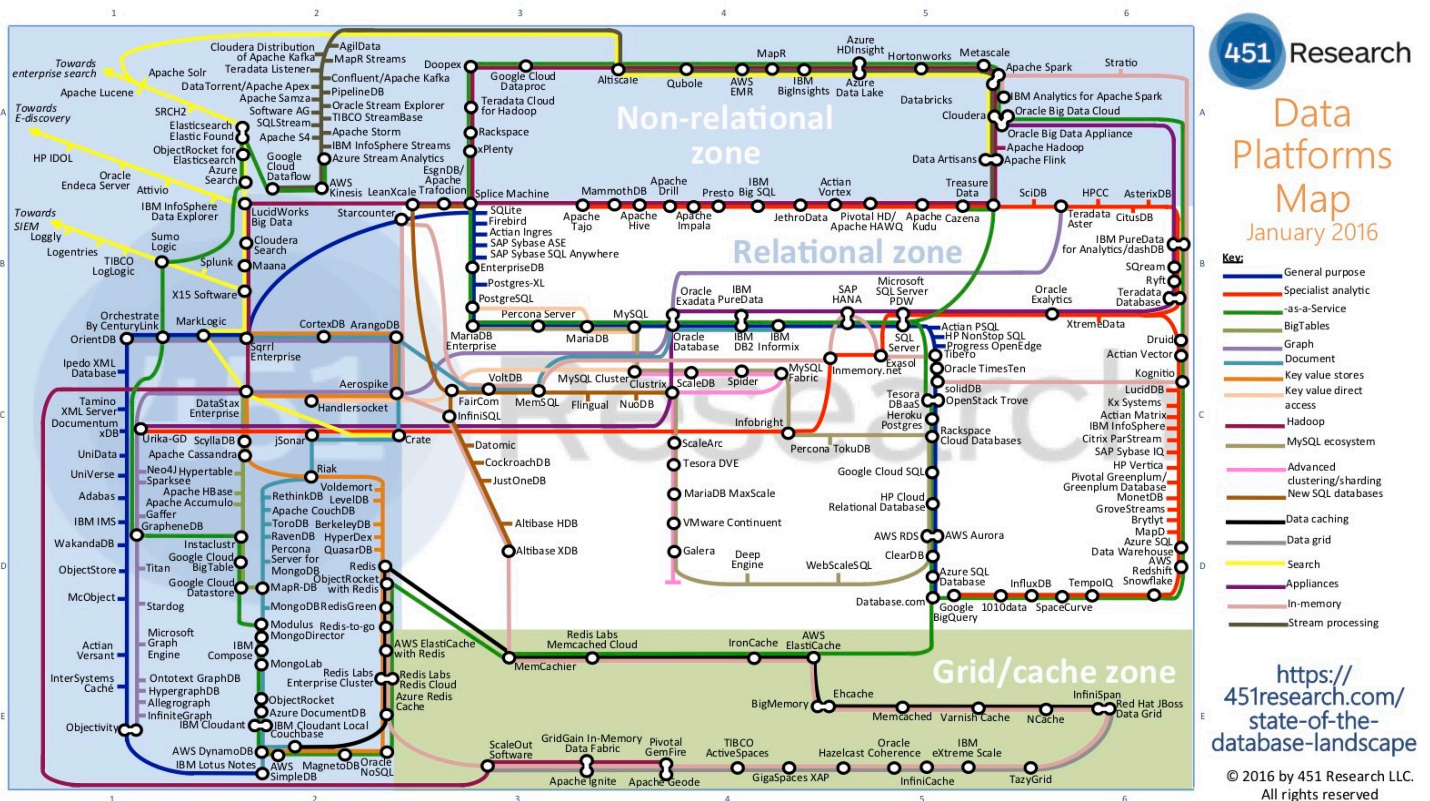 1 2 3 4 5 6
A
B
C
D
E
451 Research
Non-relational
zone
Relational zone
Grid/cache zone
451 Research
Data
Platforms
Map
January 2016
Key:
General purpose
Specialist analytic
-as-a-Service
BigTables
Graph
Document
Key value stores
Key value direct
access
Hadoop
MySQL ecosystem
Advanced
clustering/sharding
New SQL databases
Data caching
Data grid
Search
Appliances
In-memory
Stream processing
https://
451research.com/
state-of-the-
database-landscape
© 2016 by 451 Research LLC.
All rights reserved
Towards
enterprise search
Apache Solr
Apache Lucene
Towards
E-discovery
SRCH2
Elasticsearch
Elastic Found
ObjectRocket for
Elasticsearch
Azure
Search
HP IDOL
Oracle
Endeca Server
Attivio
IBM InfoSphere
Data Explorer
Towards
SIEM
Loggly
Logentries
Sumo
Logic
TIBCO
LogLogic
Splunk
X15 Software
LucidWorks
Big Data
Cloudera
Search
Maana
Cloudera Distribution
of Apache Kafka
Teradata Listener
DataTorrent/Apache Apex
Apache Samza
Software AG
SQLStream
Apache S4
Google
Cloud
Dataflow
AWS
Kinesis
AgilData
MapR Streams
Confluent/Apache Kafka
PipelineDB
Oracle Stream Explorer
TIBCO StreamBase
Apache Storm
IBM InfoSphere Streams
Azure Stream Analytics
Doopex
Google Cloud
Dataproc
Teradata Cloud
for Hadoop
Rackspace
xPlenty
Altiscale
Qubole
AWS
EMR
MapR
IBM
BigInsights
Azure
HDInsight
Azure
Data Lake
Hortonworks
Metascale
Apache Spark
Stratio
IBM Analytics for Apache Spark
Databricks
Oracle Big Data Cloud
Cloudera
Oracle Big Data Appliance
Apache Hadoop
Data Artisans
Apache Flink
LeanXcale
Starcounter
EsgnDB/
Apache
Trafodion
Splice Machine
MammothDB
Apache
Tajo
Apache
Hive
Apache
Drill
Apache
Impala
Presto
IBM
Big SQL
JethroData
Actian
Vortex
Pivotal HD/
Apache HAWQ
Apache
Kudu
Treasure
Data
Cazena
SciDB
HPCC
AsterixDB
Teradata
Aster
CitusDB
IBM PureData
for Analytics/dashDB
SQream
Ryft
Teradata
Database
SQLite
Firebird
Actian Ingres
SAP Sybase ASE
SAP Sybase SQL Anywhere
EnterpriseDB
Postgres-XL
PostgreSQL
Percona Server
MySQL
MariaDB
Enterprise
MariaDB
Oracle
Exadata
IBM
PureData
Oracle
Database
IBM
DB2
IBM
Informix
SAP
HANA
Microsoft
SQL Server
PDW
SQL
Server
Oracle
Exalytics
XtremeData
Actian PSQL
HP NonStop SQL
Progress OpenEdge
Tibero
Oracle TimesTen
solidDB
Exasol
Inmemory.net
Druid
Actian Vector
Kognitio
LucidDB
Kx Systems
Actian Matrix
IBM InfoSphere
Citrix ParStream
SAP Sybase IQ
HP Vertica
Pivotal Greenplum/
Greenplum Database
MonetDB
GroveStreams
Brytlyt
MapD
Azure SQL
Data Warehouse
AWS
Redshift
Snowflake
Orchestrate
By CenturyLink
OrientDB
MarkLogic
CortexDB
ArangoDB
Sqrrl
Enterprise
Ipedo XML
Database
Tamino
XML Server
Documentum
xDB
UniData
UniVerse
Adabas
IBM IMS
WakandaDB
ObjectStore
McObject
Actian
Versant
InterSystems
Caché
Objectivity
DataStax
Enterprise
Aerospike
Handlersocket
Urika-GD
ScyllaDB
Apache Cassandra
jSonar
Crate
Neo4J
Sparksee
Hypertable
Apache HBase
Apache Accumulo
Gaffer
GrapheneDB
Titan
Stardog
Microsoft
Graph
Engine
Ontotext GraphDB
HypergraphDB
Allegrograph
InfiniteGraph
Instaclustr
Google Cloud
BigTable
Google Cloud
Datastore
Riak
Voldemort
LevelDB
RethinkDB
Apache CouchDB
ToroDB
BerkeleyDB
RavenDB
HyperDex
Percona
Server for
MongoDB
QuasarDB
Redis
MapR-DB
ObjectRocket
with Redis
MongoDB
RedisGreen
Modulus
Redis-to-go
MongoDirector
IBM
Compose
MongoLab
AWS ElastiCache
with Redis
Redis Labs
Enterprise Cluster
Redis Labs
Redis Cloud
ObjectRocket
Azure DocumentDB
Azure Redis
Cache
IBM Cloudant
IBM Cloudant Local
Couchbase
AWS DynamoDB
IBM Lotus Notes
AWS
SimpleDB
MagnetoDB
Oracle
NoSQL
VoltDB
FairCom
InfiniSQL
MemSQL
MySQL Cluster
Clustrix
ScaleDB
Spider
MySQL
Fabric
Flingual
NuoDB
Infobright
Percona TokuDB
Tesora
DBaaS
OpenStack Trove
Heroku
Postgres
Rackspace
Cloud Databases
Google Cloud SQL
HP Cloud
Relational Database
AWS RDS
AWS Aurora
ClearDB
Azure SQL
Database
Database.com
Google
BigQuery
1010data
InfluxDB
SpaceCurve
TempoIQ
Datomic
CockroachDB
JustOneDB
Altibase HDB
Altibase XDB
ScaleArc
Tesora DVE
MariaDB MaxScale
VMware Continuent
Galera
Deep
Engine
WebScaleSQL
MemCachier
Redis Labs
Memcached Cloud
IronCache
AWS
ElastiCache
BigMemory
Ehcache
Memcached
Varnish Cache
NCache
InfiniSpan
Red Hat JBoss
Data Grid
ScaleOut
Software
GridGain In-Memory
Data Fabric
Apache Ignite
Pivotal
GemFire
Apache Geode
TIBCO
ActiveSpaces
GigaSpaces XAP
Hazelcast
Oracle
Coherence
InfiniCache
IBM
eXtreme Scale
TazyGrid
A
B
C
D
E
1 2 3 4 5 6